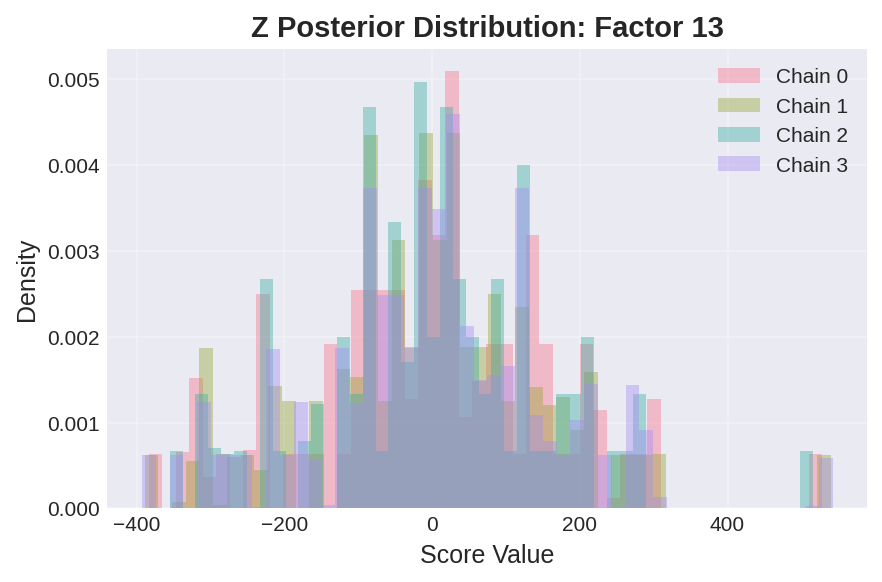 Z Posterior Distribution: Factor 13
Chain 0
Chain 1
Chain 2
Chain 3
Density
0.005
0.004
0.003
0.002
0.001
0.000
−400
−200
0
200
400
Score Value